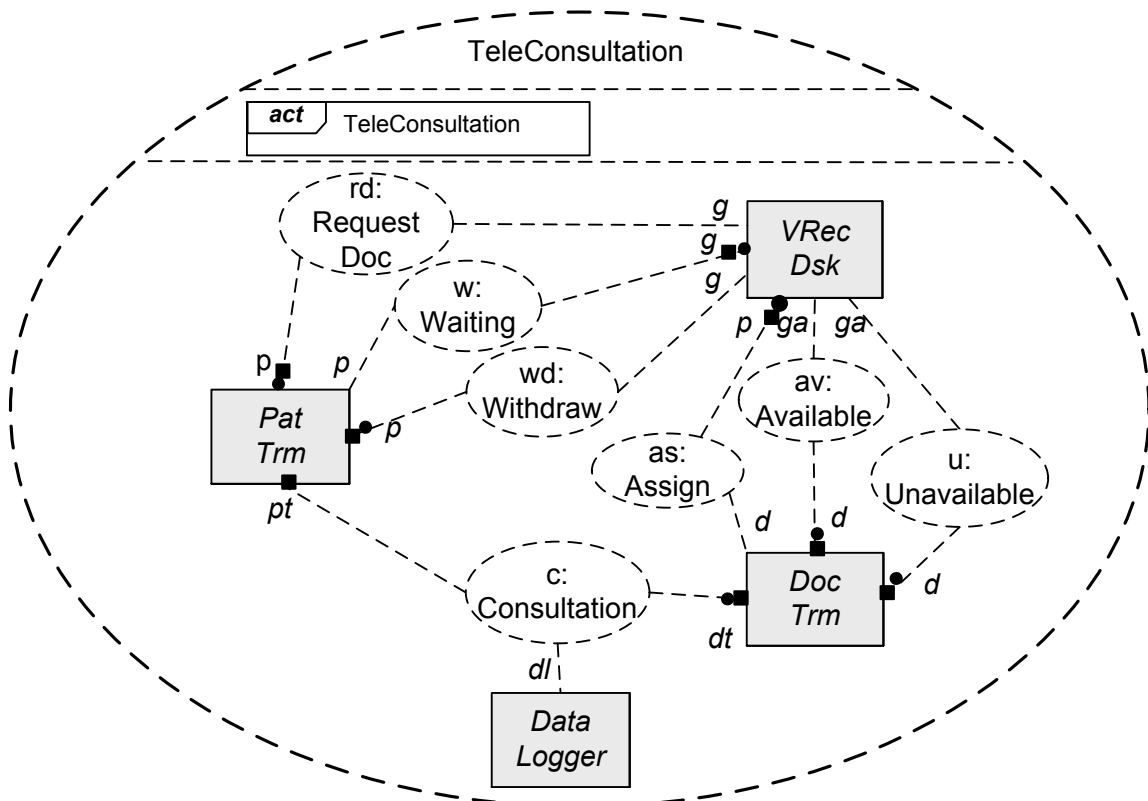 TeleConsultation
act
TeleConsultation
rd:
Request
Doc
g
VRec
Dsk
g
g
w:
Waiting
p
ga
ga
p
p
wd:
Withdraw
av:
Available
Pat
Trm
p
as:
Assign
u:
Unavailable
pt
d
d
c:
Consultation
Doc
Trm
d
dt
dl
Data
Logger